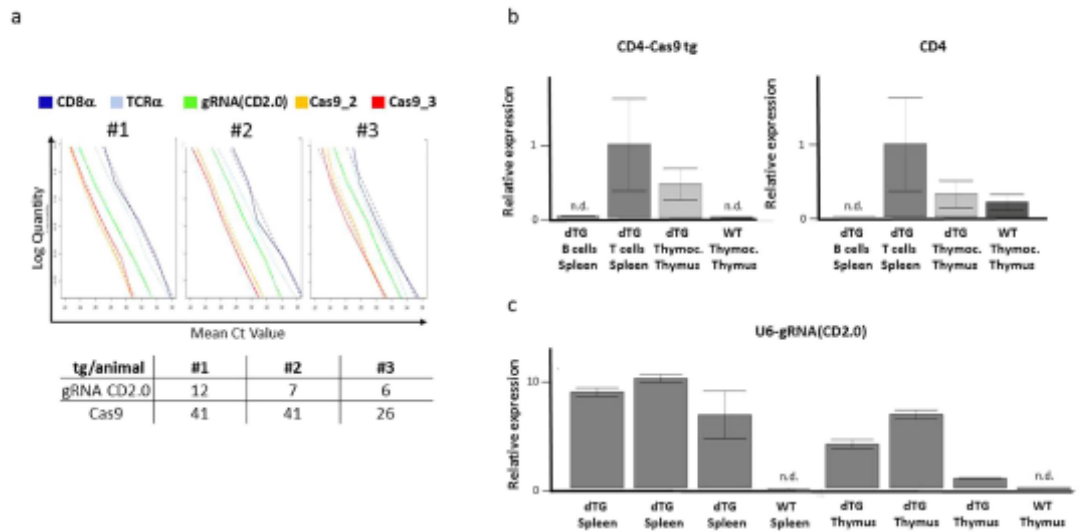 a
CD8α TCRα gRNA(CD2.0) Cas9_2 Cas9_3
#1 #2 #3
Log Quantity
Mean Ct Value
tg/animal #1 #2 #3
gRNA CD2.0 12 7 6
Cas9 41 41 26
b
CD4-Cas9 tg
Relative expression
1
0
n.d. n.d.
dTG dTG dTG WT
B cells T cells Thymoc. Thymoc.
Spleen Spleen Thymus Thymus
CD4
Relative expression
1
0
n.d.
dTG dTG dTG WT
B cells T cells Thymoc. Thymoc.
Spleen Spleen Thymus Thymus
c
U6-gRNA(CD2.0)
Relative expression
10
0
n.d. n.d.
dTG dTG dTG WT dTG dTG dTG WT
Spleen Spleen Spleen Spleen Thymus Thymus Thymus Thymus